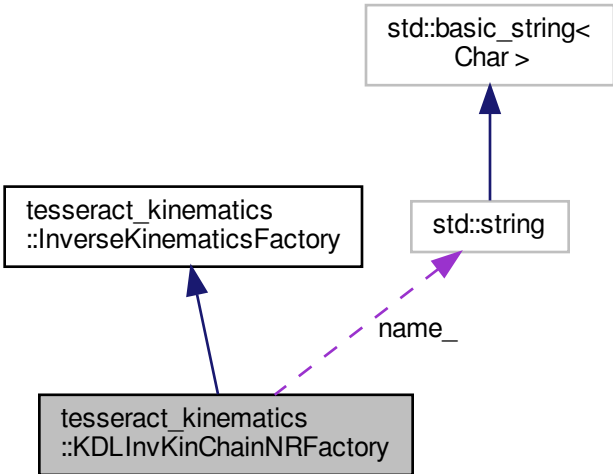 std::basic_string<
Char >
tesseract_kinematics
::InverseKinematicsFactory
std::string
name_
tesseract_kinematics
::KDLInvKinChainNRFactory